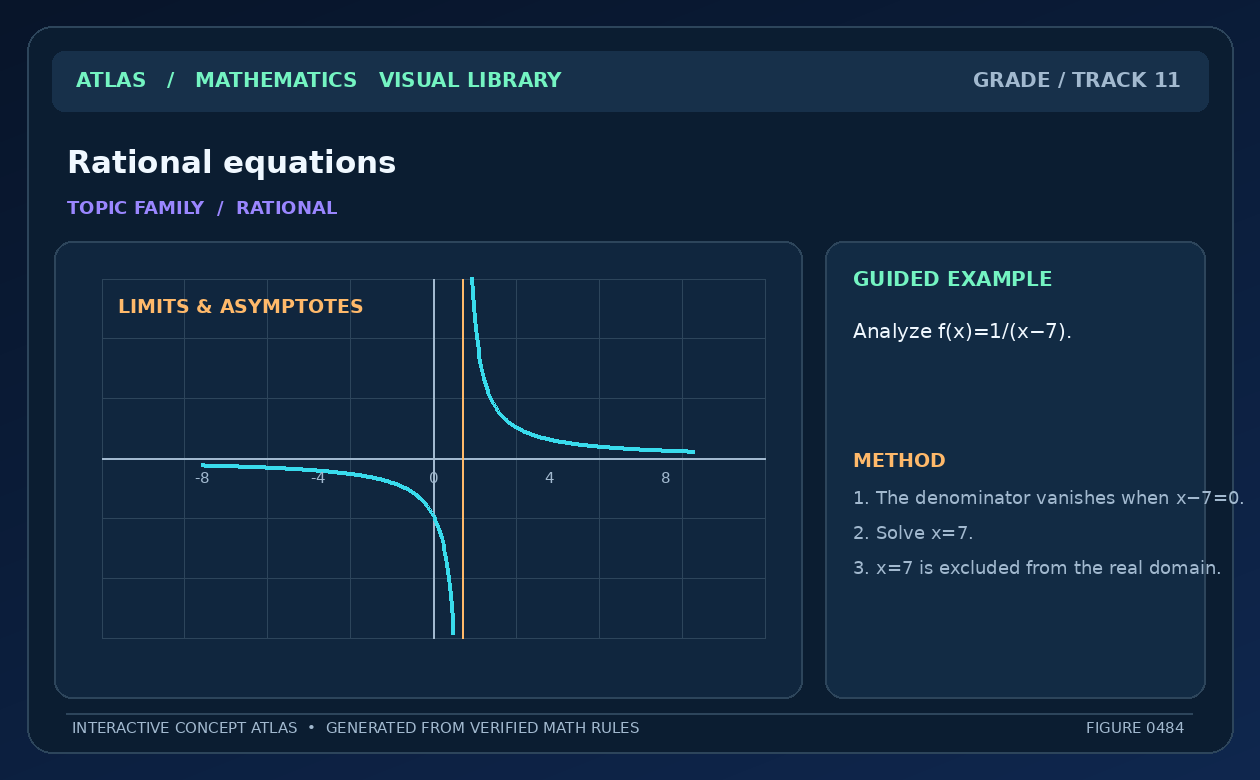 ATLAS / MATHEMATICS VISUAL LIBRARY
GRADE / TRACK 11
Rational equations
TOPIC FAMILY / RATIONAL
LIMITS & ASYMPTOTES
-8 -4 0 4 8
GUIDED EXAMPLE
Analyze f(x)=1/(x−7).
METHOD
1. The denominator vanishes when x−7=0.
2. Solve x=7.
3. x=7 is excluded from the real domain.
INTERACTIVE CONCEPT ATLAS • GENERATED FROM VERIFIED MATH RULES
FIGURE 0484